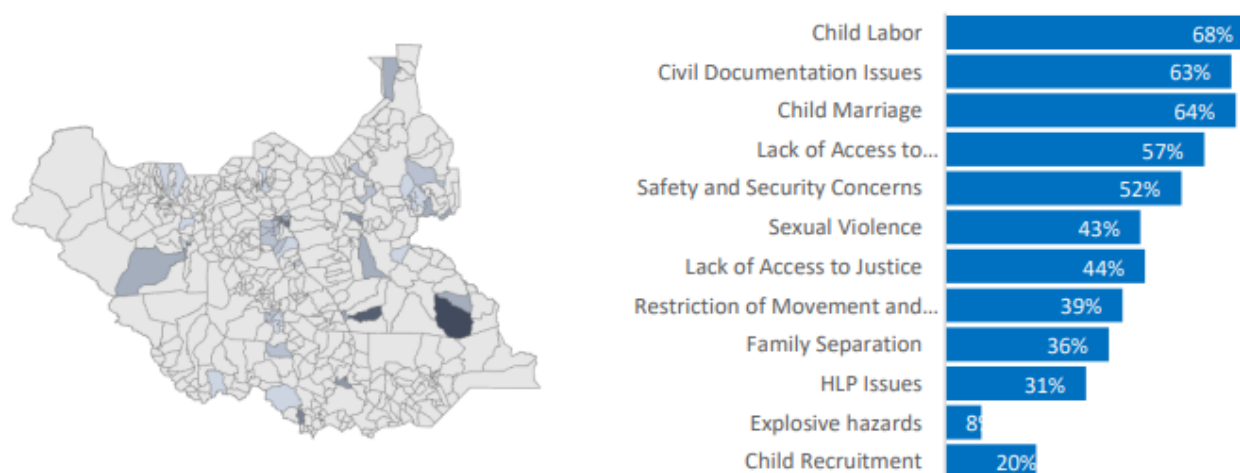 Child Labor 68%
Civil Documentation Issues 63%
Child Marriage 64%
Lack of Access to... 57%
Safety and Security Concerns 52%
Sexual Violence 43%
Lack of Access to Justice 44%
Restriction of Movement and... 39%
Family Separation 36%
HLP Issues 31%
Explosive hazards 8%
Child Recruitment 20%